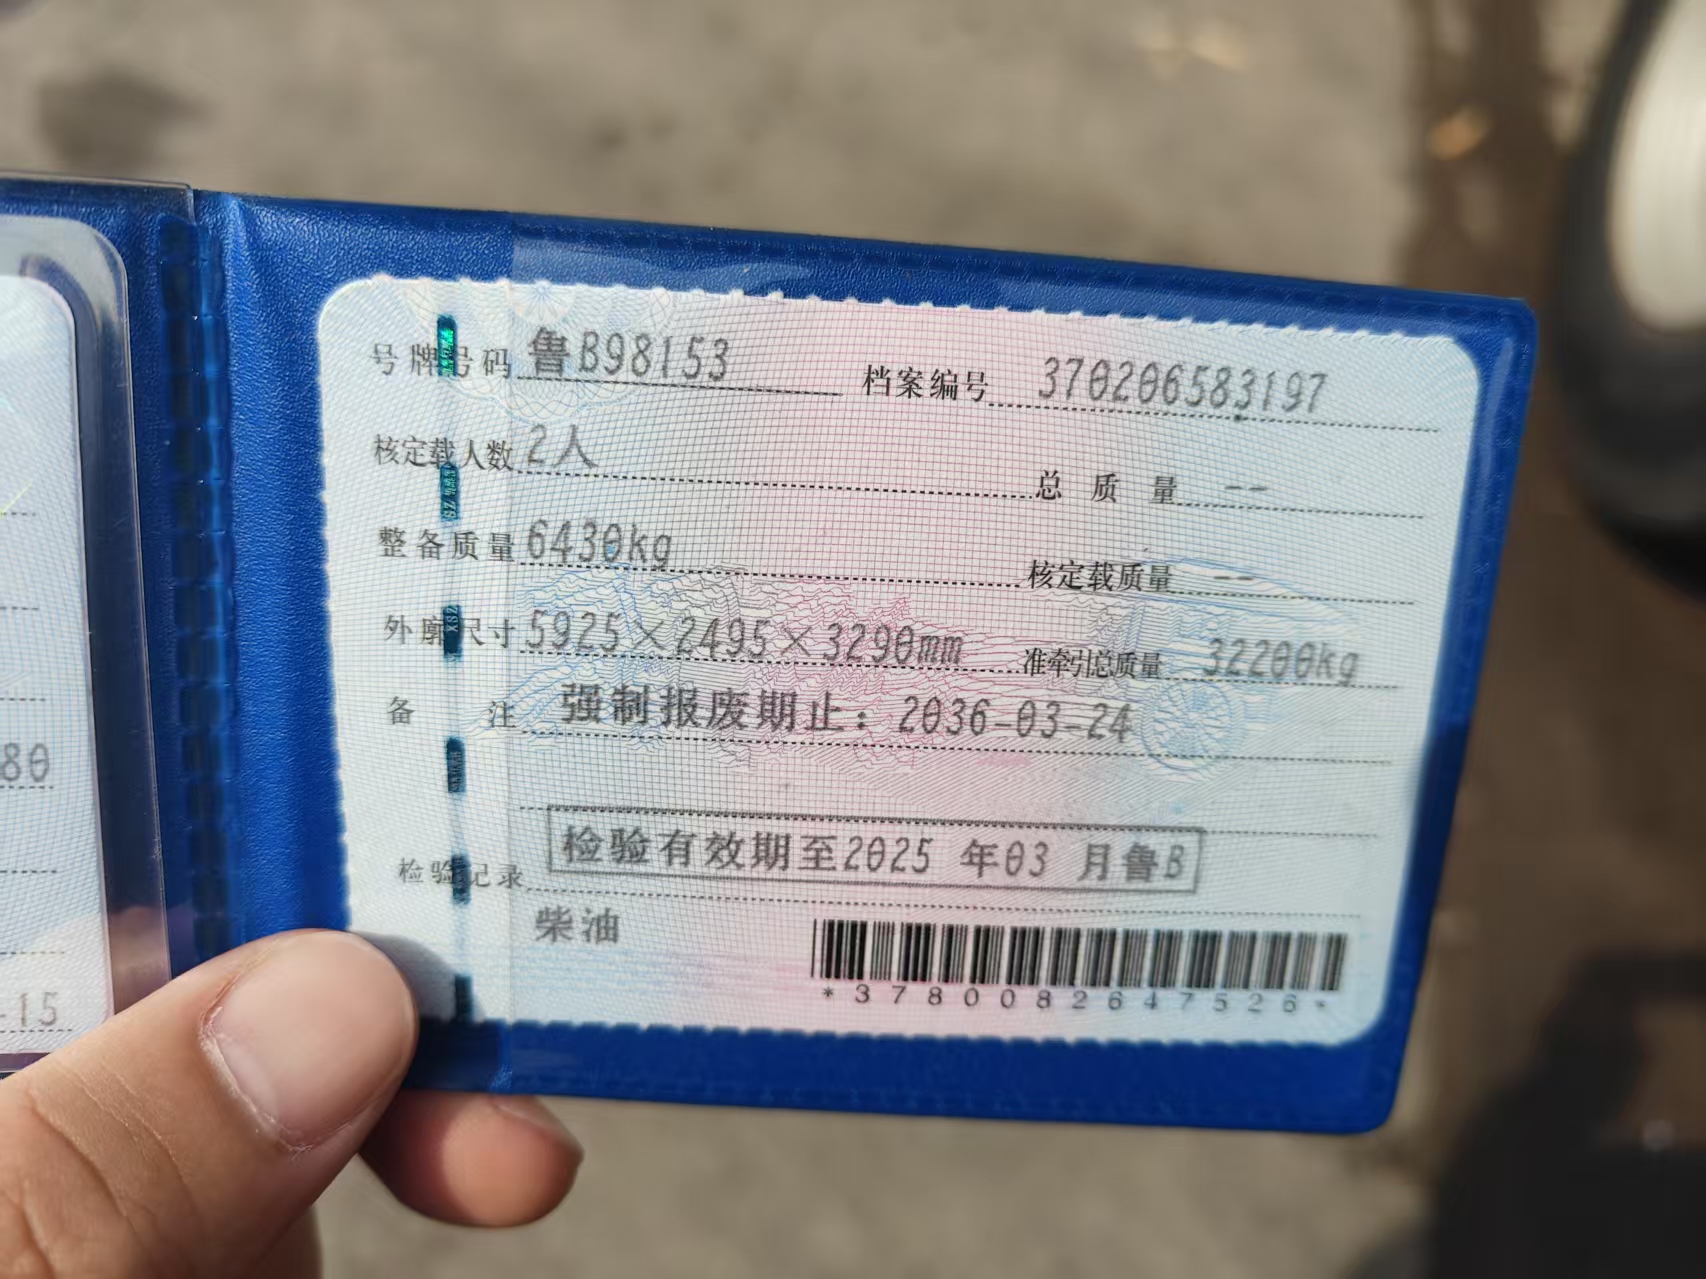 号牌号码 鲁B98153 档案编号 370206583197
核定载人数 2人 总质量 --
整备质量 6430kg 核定载质量 --
外廓尺寸 5925×2495×3290mm 准牵引总质量 32200kg
备注 强制报废期止：2036-03-24
检验记录 检验有效期至2025 年03 月鲁B
柴油
*3780082647526*
80
-15